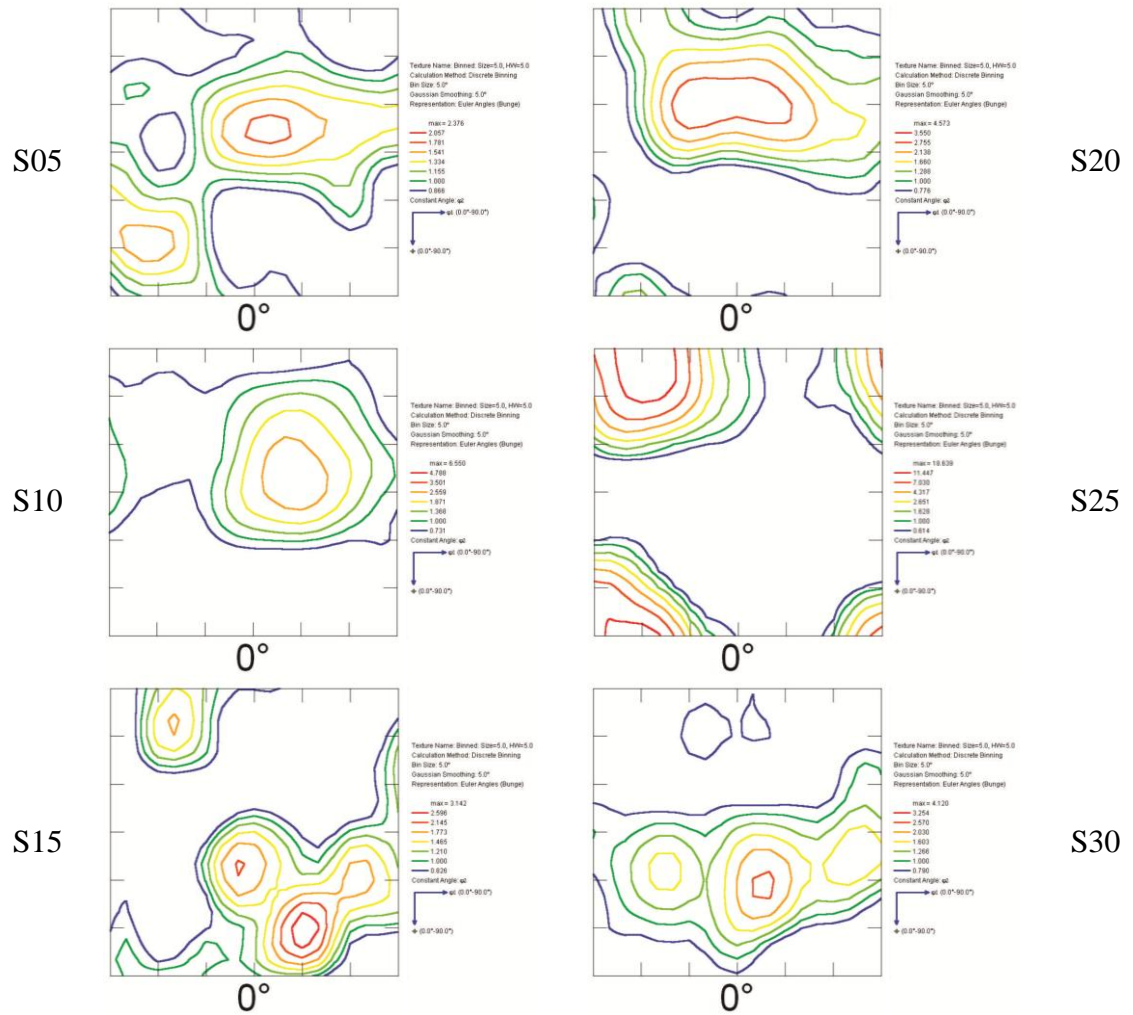 S05
Texture Name: Binned: Size=5.0, HW=5.0
Calculation Method: Discrete Binning
Bin Size: 5.0°
Gaussian Smoothing: 5.0°
Representation: Euler Angles (Bunge)
max = 2.376
2.057
1.781
1.541
1.334
1.155
1.000
0.866
Constant Angle: φ2
φ1 (0.0°-90.0°)
Φ (0.0°-90.0°)
0°
Texture Name: Binned: Size=5.0, HW=5.0
Calculation Method: Discrete Binning
Bin Size: 5.0°
Gaussian Smoothing: 5.0°
Representation: Euler Angles (Bunge)
max = 4.573
3.550
2.755
2.139
1.660
1.288
1.000
0.776
Constant Angle: φ2
φ1 (0.0°-90.0°)
Φ (0.0°-90.0°)
0°
S20
S10
Texture Name: Binned: Size=5.0, HW=5.0
Calculation Method: Discrete Binning
Bin Size: 5.0°
Gaussian Smoothing: 5.0°
Representation: Euler Angles (Bunge)
max = 6.550
4.788
3.501
2.559
1.871
1.368
1.000
0.731
Constant Angle: φ2
φ1 (0.0°-90.0°)
Φ (0.0°-90.0°)
0°
Texture Name: Binned: Size=5.0, HW=5.0
Calculation Method: Discrete Binning
Bin Size: 5.0°
Gaussian Smoothing: 5.0°
Representation: Euler Angles (Bunge)
max = 18.639
11.447
7.030
4.317
2.651
1.628
1.000
0.614
Constant Angle: φ2
φ1 (0.0°-90.0°)
Φ (0.0°-90.0°)
0°
S25
S15
Texture Name: Binned: Size=5.0, HW=5.0
Calculation Method: Discrete Binning
Bin Size: 5.0°
Gaussian Smoothing: 5.0°
Representation: Euler Angles (Bunge)
max = 3.142
2.596
2.145
1.773
1.465
1.210
1.000
0.826
Constant Angle: φ2
φ1 (0.0°-90.0°)
Φ (0.0°-90.0°)
0°
Texture Name: Binned: Size=5.0, HW=5.0
Calculation Method: Discrete Binning
Bin Size: 5.0°
Gaussian Smoothing: 5.0°
Representation: Euler Angles (Bunge)
max = 4.120
3.254
2.570
2.030
1.603
1.266
1.000
0.790
Constant Angle: φ2
φ1 (0.0°-90.0°)
Φ (0.0°-90.0°)
0°
S30